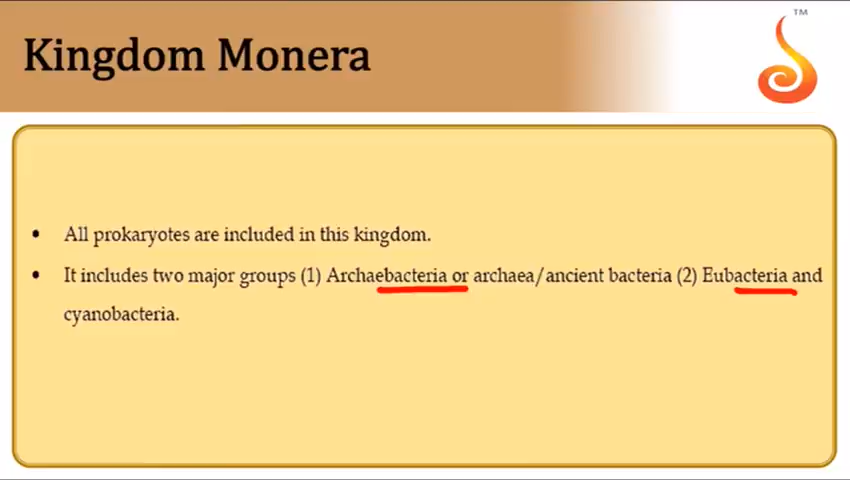 TM
Kingdom Monera
• All prokaryotes are included in this kingdom.
• It includes two major groups (1) Archaebacteria or archaea/ancient bacteria (2) Eubacteria and
cyanobacteria.